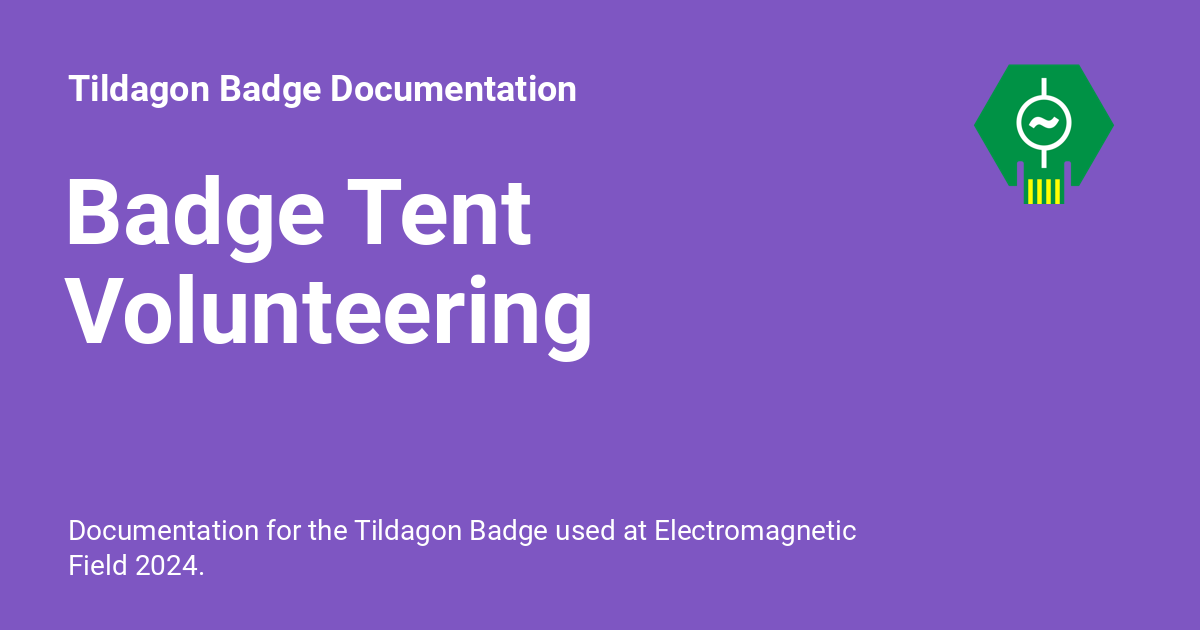 Tildagon Badge Documentation
Badge Tent
Volunteering
Documentation for the Tildagon Badge used at Electromagnetic
Field 2024.